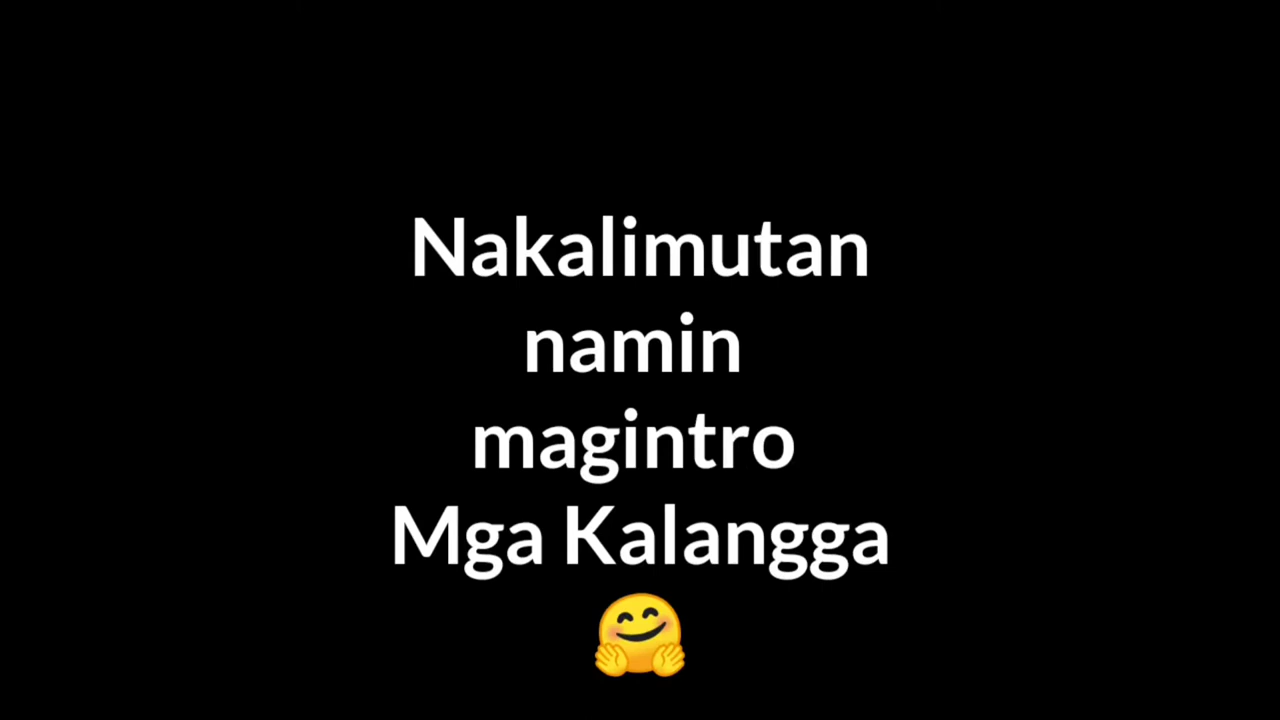 Nakalimutan
namin
magintro
Mga Kalangga
🤗